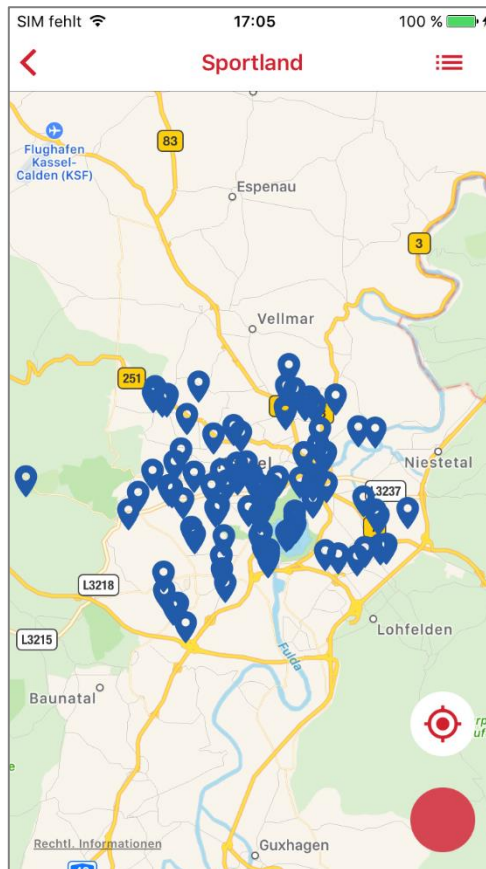 SIM fehlt 17:05 100 %
Sportland
83
Flughafen
Kassel-
Calden (KSF)
Espenau
3
Vellmar
251
Niestetal
L3237
L3218
Lohfelden
L3215
Fulda
Baunatal
Rechtl. Informationen
Guxhagen